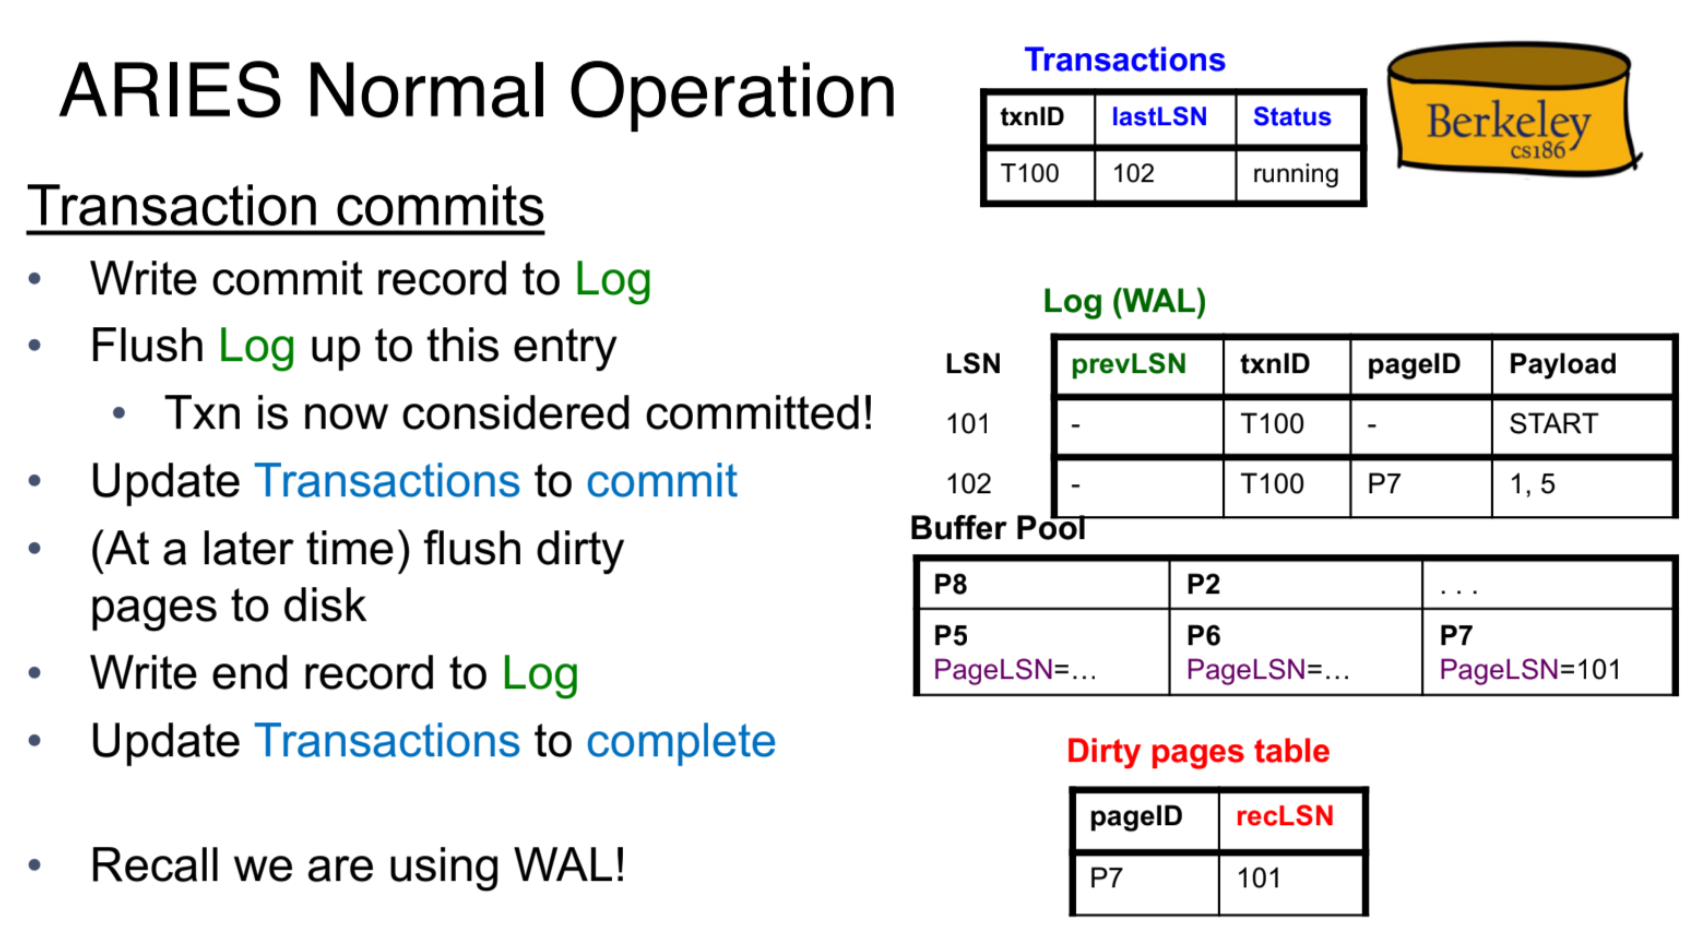 ARIES Normal Operation
Transaction commits
• Write commit record to Log
• Flush Log up to this entry
• Txn is now considered committed!
• Update Transactions to commit
• (At a later time) flush dirty
pages to disk
• Write end record to Log
• Update Transactions to complete
• Recall we are using WAL!
Transactions
txnID lastLSN Status
T100 102 running
Berkeley
cs186
Log (WAL)
LSN prevLSN txnID pageID Payload
101 - T100 - START
102 - T100 P7 1, 5
Buffer Pool
P8 P2 . . .
P5 P6 P7
PageLSN=... PageLSN=... PageLSN=101
Dirty pages table
pageID recLSN
P7 101